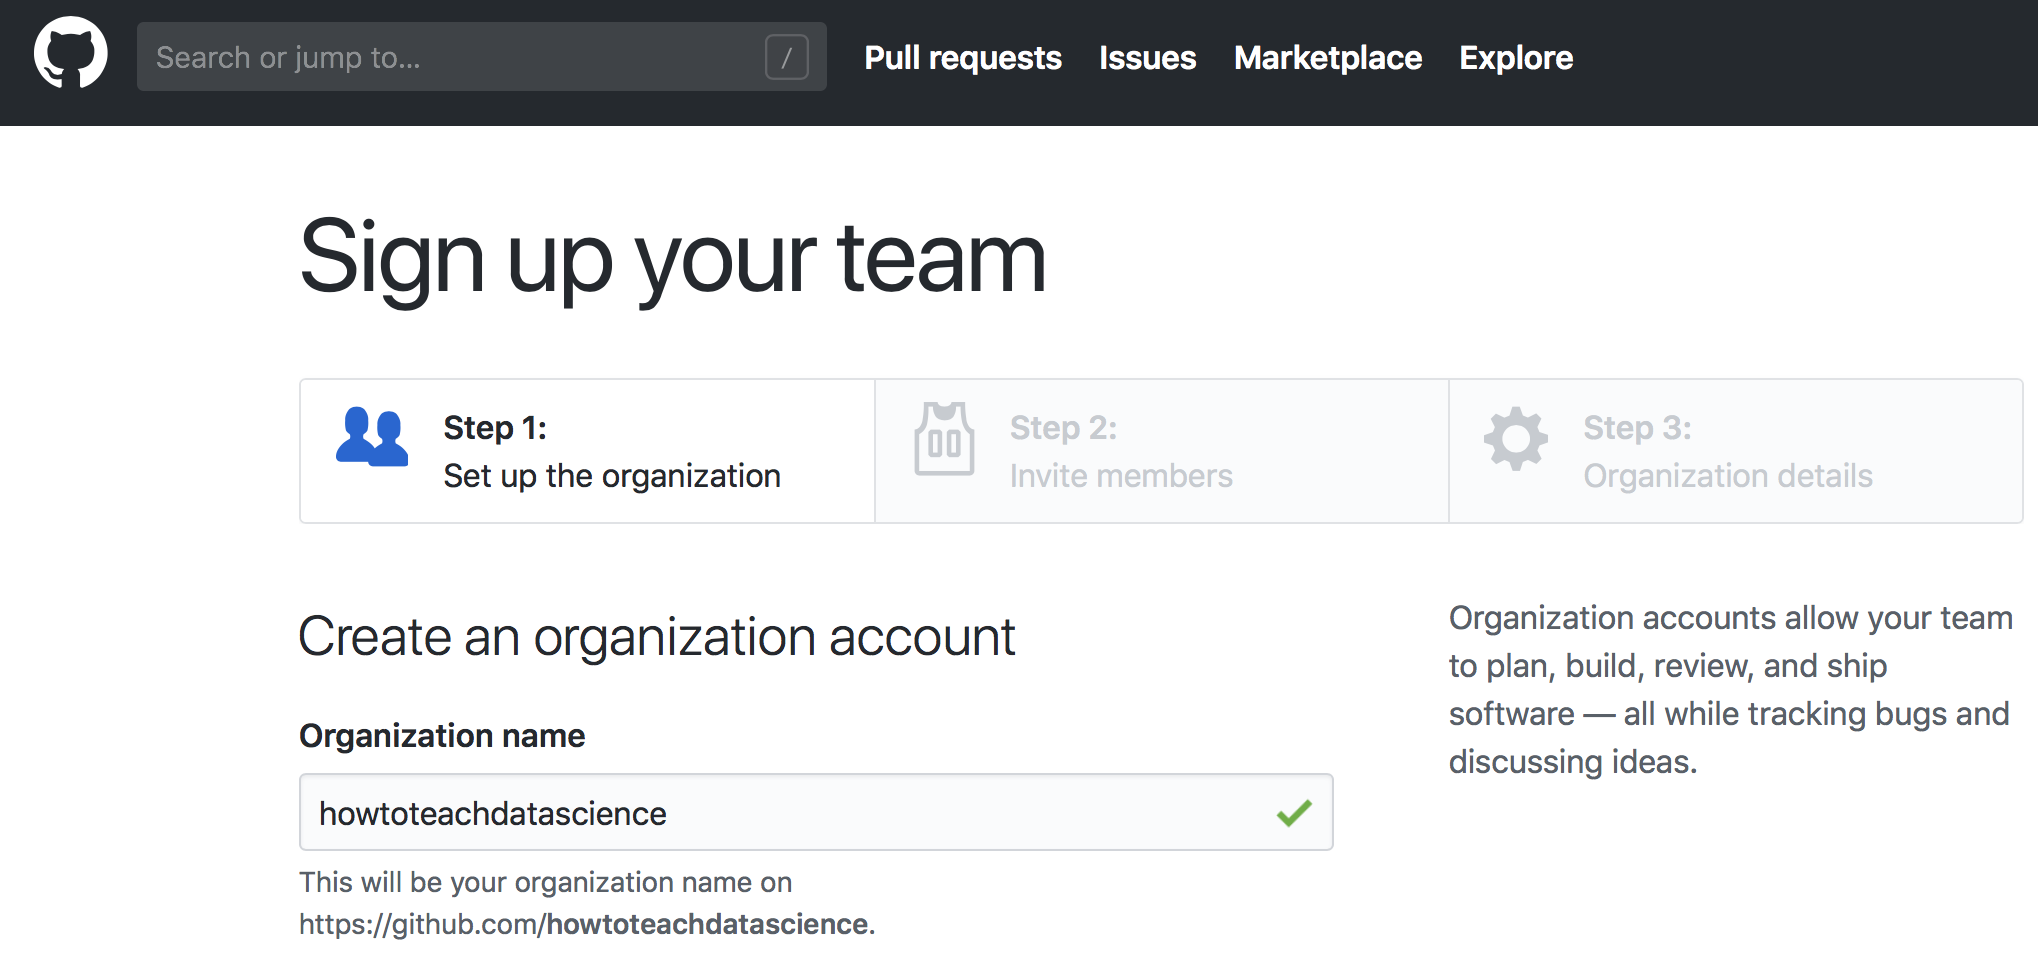 Search or jump to... /
Pull requests Issues Marketplace Explore
Sign up your team
Step 1:
Set up the organization
Step 2:
Invite members
Step 3:
Organization details
Create an organization account
Organization name
howtoteachdatascience
This will be your organization name on
https://github.com/howtoteachdatascience.
Organization accounts allow your team
to plan, build, review, and ship
software — all while tracking bugs and
discussing ideas.